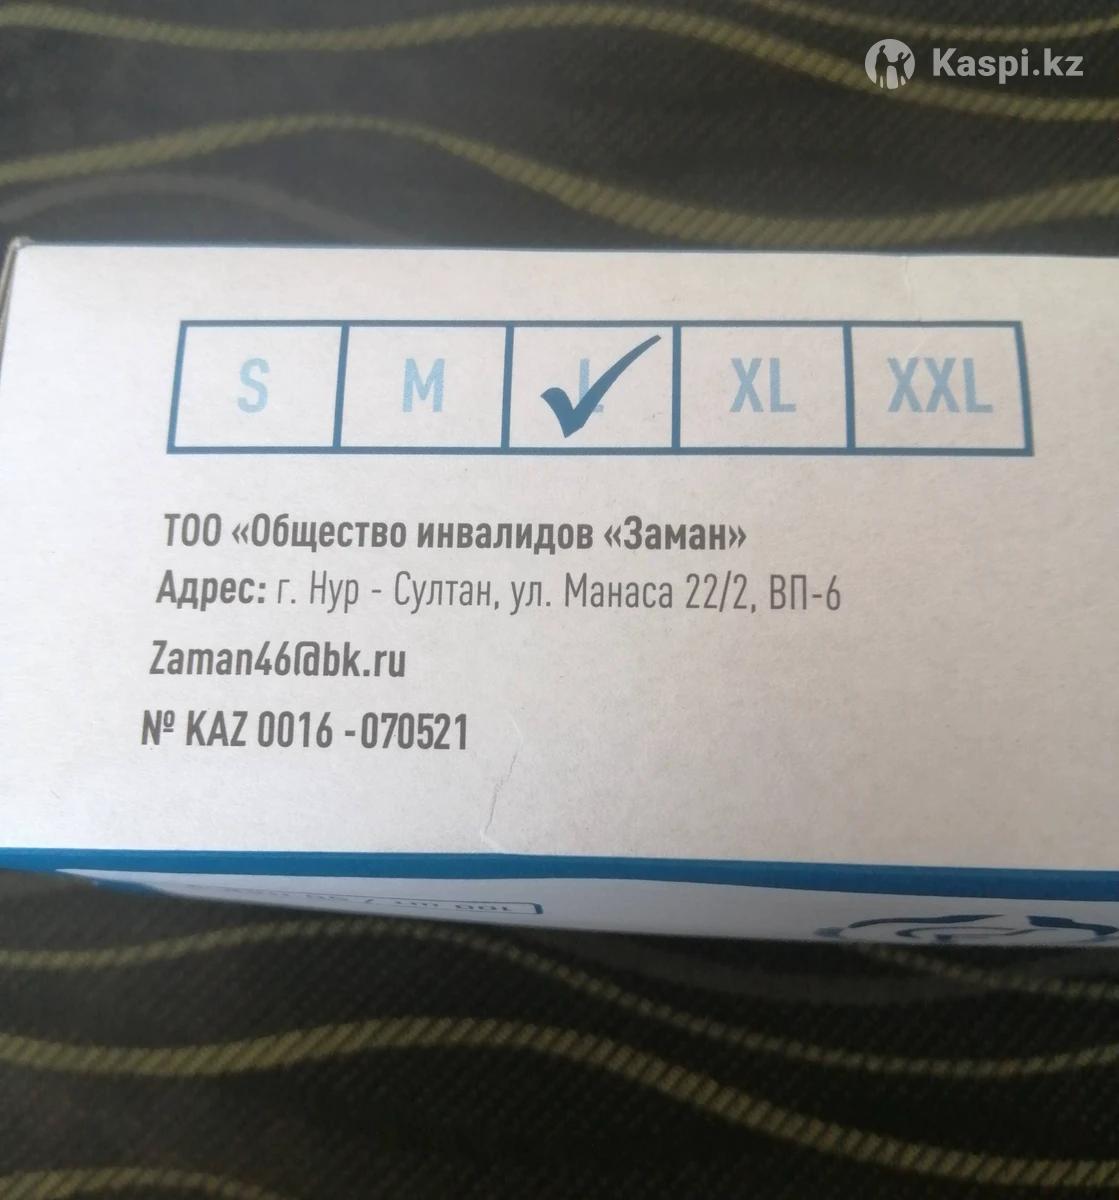 Kaspi.kz
S M L XL XXL
ТОО «Общество инвалидов «Заман»
Адрес: г. Нур - Султан, ул. Манаса 22/2, ВП-6
Zaman46@bk.ru
№ KAZ 0016 -070521